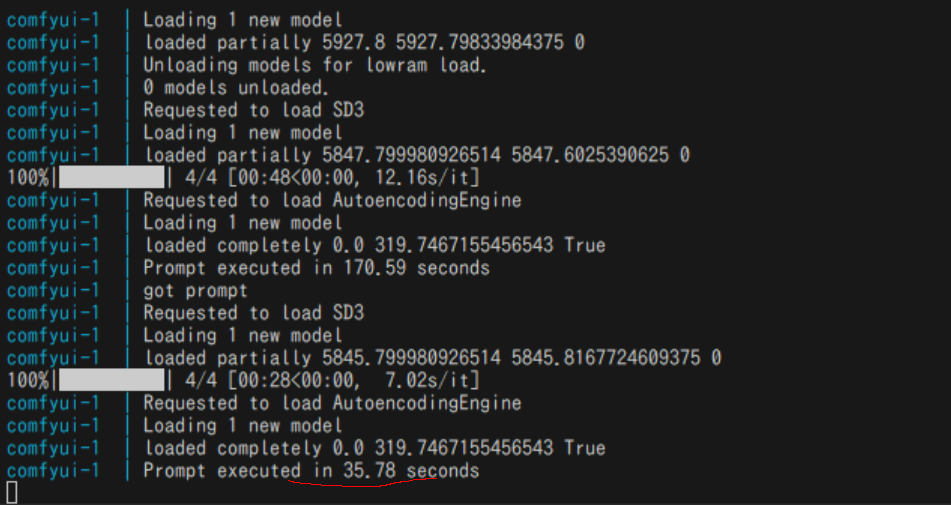 comfyui-1 | Loading 1 new model
comfyui-1 | loaded partially 5927.8 5927.79833984375 0
comfyui-1 | Unloading models for lowram load.
comfyui-1 | 0 models unloaded.
comfyui-1 | Requested to load SD3
comfyui-1 | Loading 1 new model
comfyui-1 | loaded partially 5847.799980926514 5847.6025390625 0
100%|██████████| 4/4 [00:48<00:00, 12.16s/it]
comfyui-1 | Requested to load AutoencodingEngine
comfyui-1 | Loading 1 new model
comfyui-1 | loaded completely 0.0 319.7467155456543 True
comfyui-1 | Prompt executed in 170.59 seconds
comfyui-1 | got prompt
comfyui-1 | Requested to load SD3
comfyui-1 | Loading 1 new model
comfyui-1 | loaded partially 5845.799980926514 5845.8167724609375 0
100%|██████████| 4/4 [00:28<00:00, 7.02s/it]
comfyui-1 | Requested to load AutoencodingEngine
comfyui-1 | Loading 1 new model
comfyui-1 | loaded completely 0.0 319.7467155456543 True
comfyui-1 | Prompt executed in 35.78 seconds